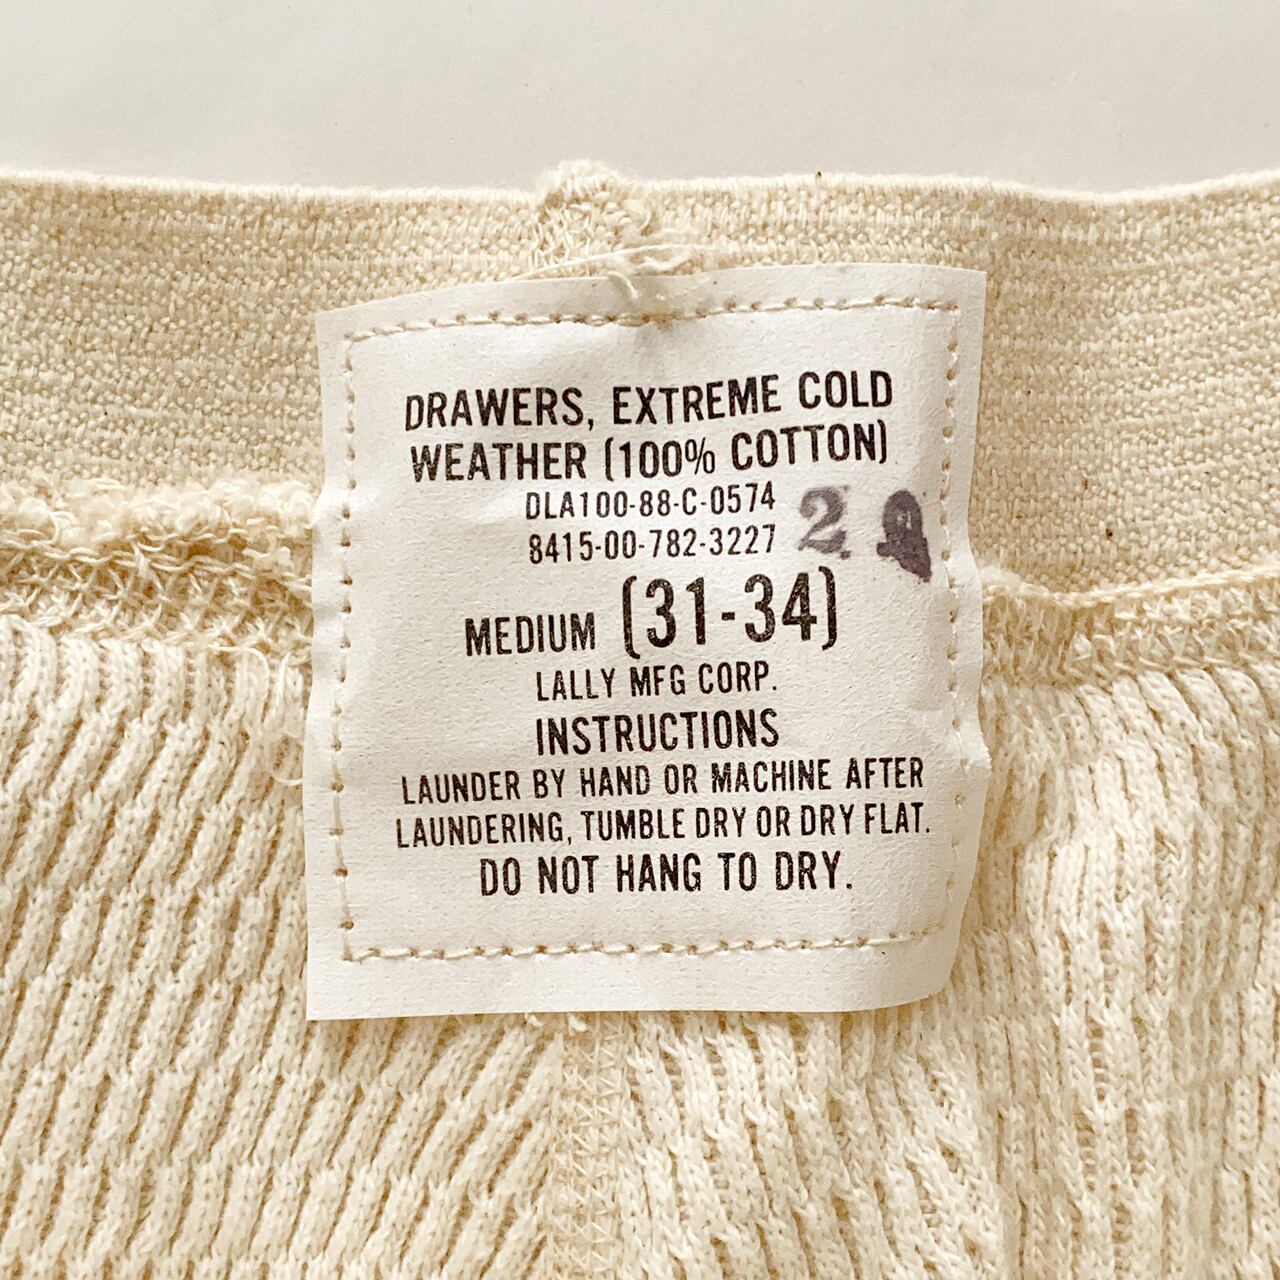 DRAWERS, EXTREME COLD
WEATHER (100% COTTON)
DLA100-88-C-0574
8415-00-782-3227 2
MEDIUM (31-34)
LALLY MFG CORP.
INSTRUCTIONS
LAUNDER BY HAND OR MACHINE AFTER
LAUNDERING, TUMBLE DRY OR DRY FLAT.
DO NOT HANG TO DRY.